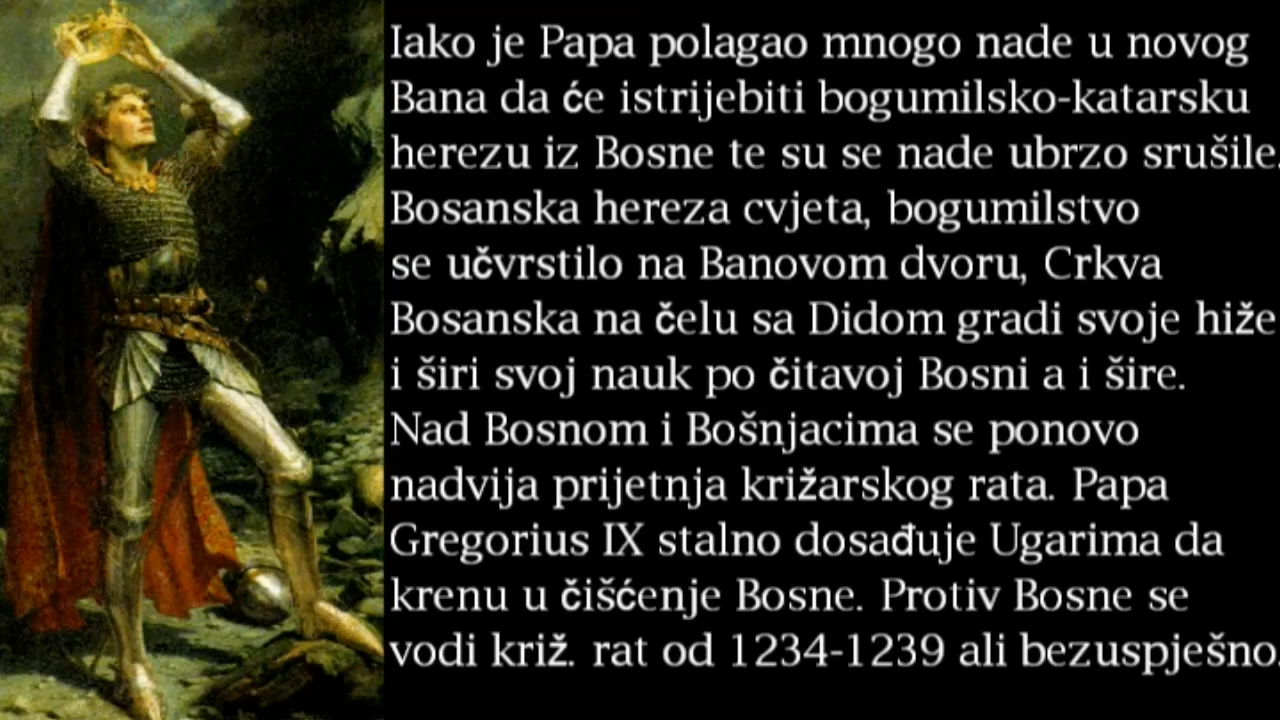 Iako je Papa polagao mnogo nade u novog
Bana da će istrijebiti bogumilsko-katarsku
herezu iz Bosne te su se nade ubrzo srušile.
Bosanska hereza cvjeta, bogumilstvo
se učvrstilo na Banovom dvoru, Crkva
Bosanska na čelu sa Didom gradi svoje hiže
i širi svoj nauk po čitavoj Bosni a i šire.
Nad Bosnom i Bošnjacima se ponovo
nadvija prijetnja križarskog rata. Papa
Gregorius IX stalno dosađuje Ugarima da
krenu u čišćenje Bosne. Protiv Bosne se
vodi križ. rat od 1234-1239 ali bezuspješno.